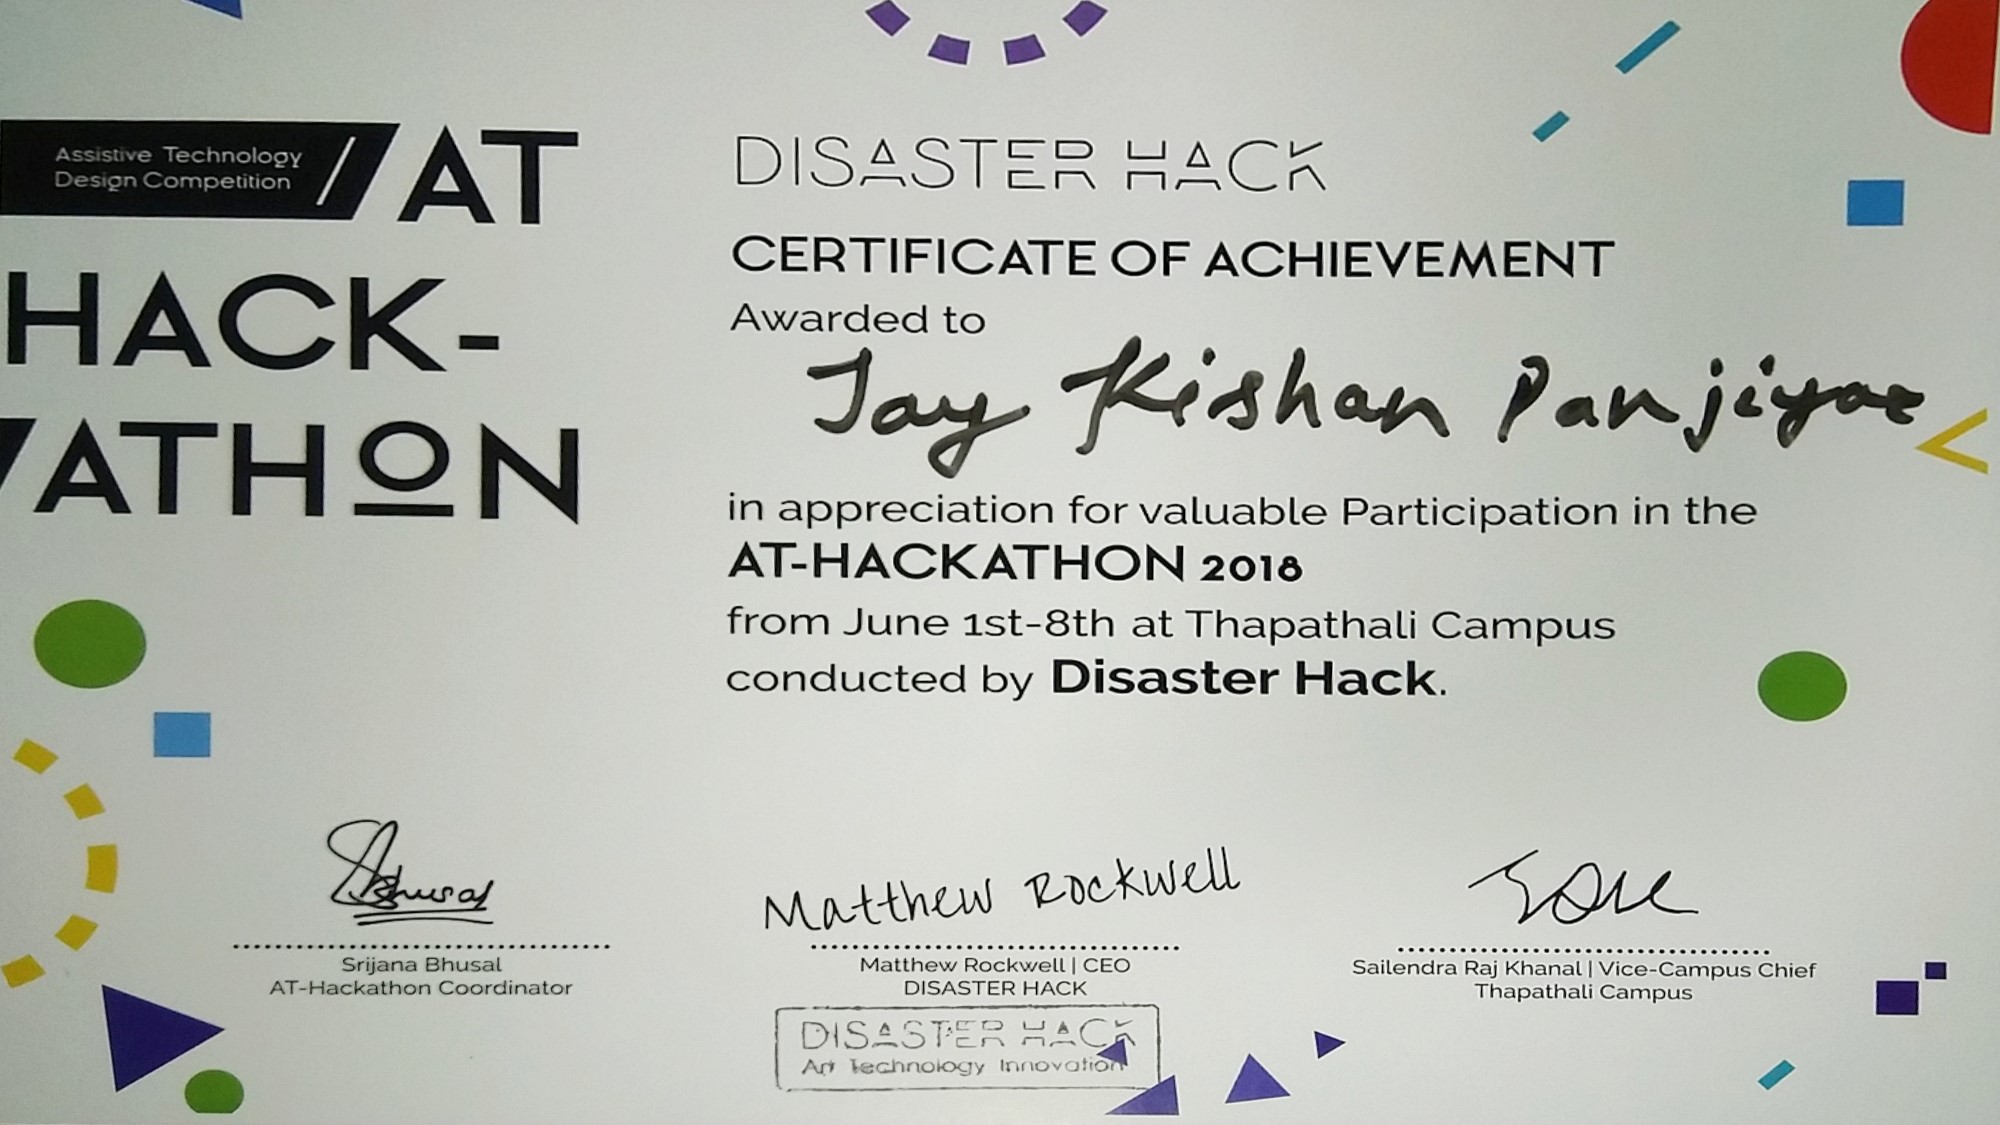 Assistive Technology
Design Competition
AT
HACK-
ATHON
DISASTER HACK
CERTIFICATE OF ACHIEVEMENT
Awarded to
Jay Kishan Panjiyar
in appreciation for valuable Participation in the
AT-HACKATHON 2018
from June 1st-8th at Thapathali Campus
conducted by Disaster Hack.
Bhusal
Matthew Rockwell
Srijana Bhusal
AT-Hackathon Coordinator
Matthew Rockwell | CEO
DISASTER HACK
Sailendra Raj Khanal | Vice-Campus Chief
Thapathali Campus
DISASTER HACK
Art Technology Innovation